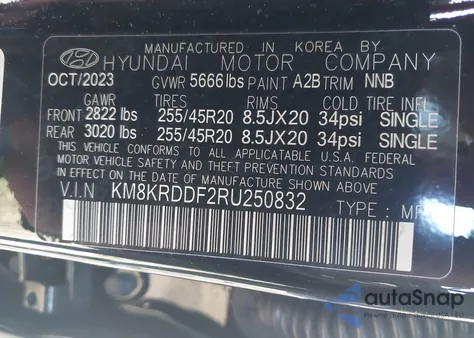 MANUFACTURED IN KOREA BY
HYUNDAI MOTOR COMPANY
OCT/2023 GVWR 5666 lbs PAINT A2B TRIM NNB
GAWR TIRES RIMS COLD TIRE INFL
FRONT 2822 lbs 255/45R20 8.5JX20 34psi SINGLE
REAR 3020 lbs 255/45R20 8.5JX20 34psi SINGLE
THIS VEHICLE CONFORMS TO ALL APPLICABLE U.S.A FEDERAL
MOTOR VEHICLE SAFETY AND THEFT PREVENTION STANDARDS IN
EFFECT ON THE DATE OF MANUFACTURE SHOWN ABOVE.
V.I.N KM8KRDDF2RU250832 TYPE : M
autoSnap